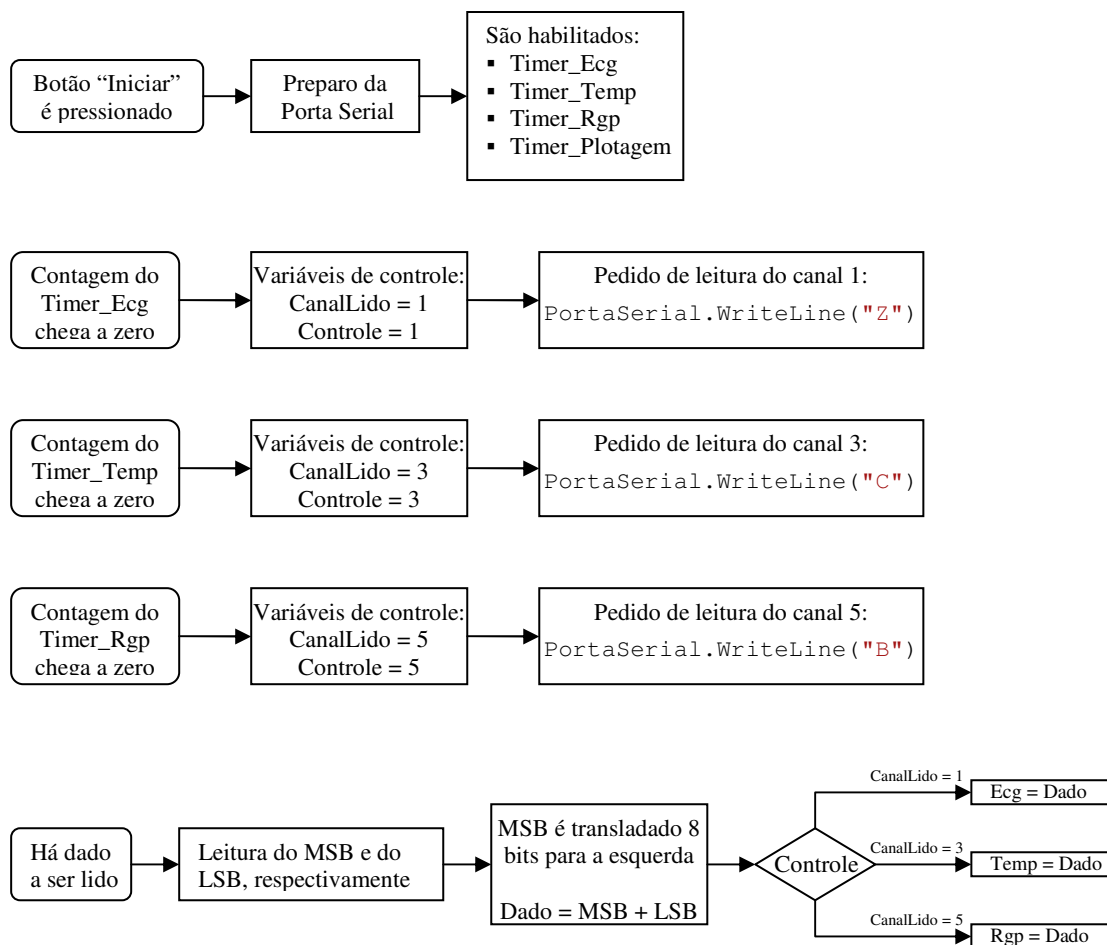 Botão “Iniciar”
é pressionado
Preparo da
Porta Serial
São habilitados:
▪ Timer_Ecg
▪ Timer_Temp
▪ Timer_Rgp
▪ Timer_Plotagem
Contagem do
Timer_Ecg
chega a zero
Variáveis de controle:
CanalLido = 1
Controle = 1
Pedido de leitura do canal 1:
PortaSerial.WriteLine("Z")
Contagem do
Timer_Temp
chega a zero
Variáveis de controle:
CanalLido = 3
Controle = 3
Pedido de leitura do canal 3:
PortaSerial.WriteLine("C")
Contagem do
Timer_Rgp
chega a zero
Variáveis de controle:
CanalLido = 5
Controle = 5
Pedido de leitura do canal 5:
PortaSerial.WriteLine("B")
Há dado
a ser lido
Leitura do MSB e do
LSB, respectivamente
MSB é transladado 8
bits para a esquerda
Dado = MSB + LSB
Controle
CanalLido = 1
Ecg = Dado
CanalLido = 3
Temp = Dado
CanalLido = 5
Rgp = Dado